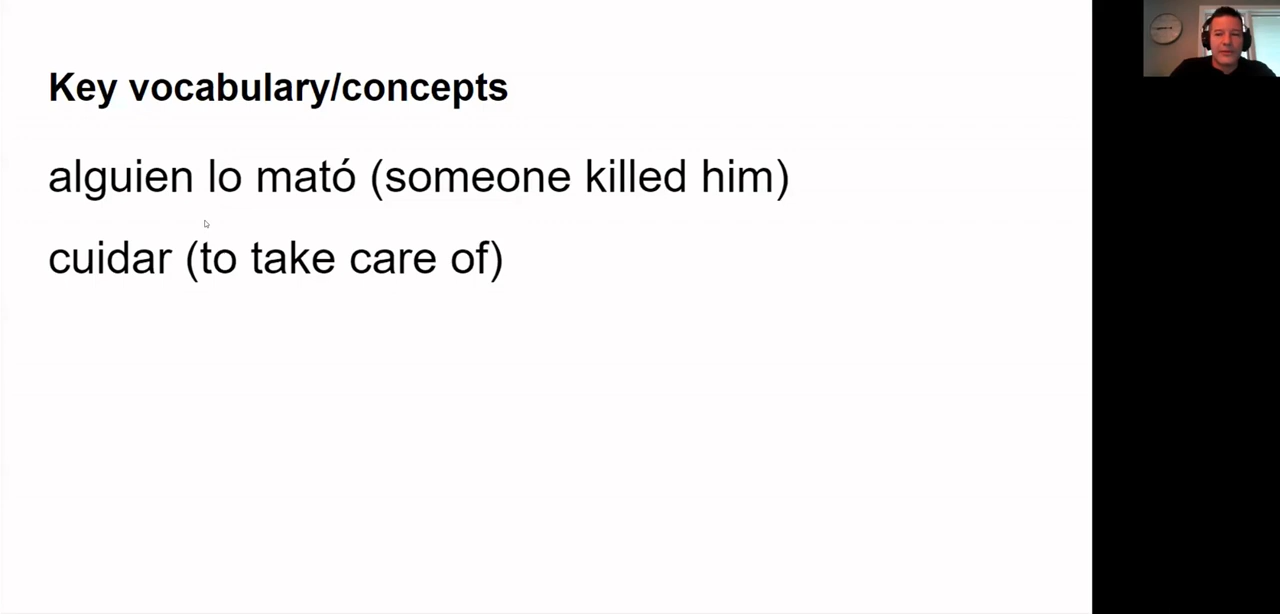 Key vocabulary/concepts
alguien lo mató (someone killed him)
cuidar (to take care of)